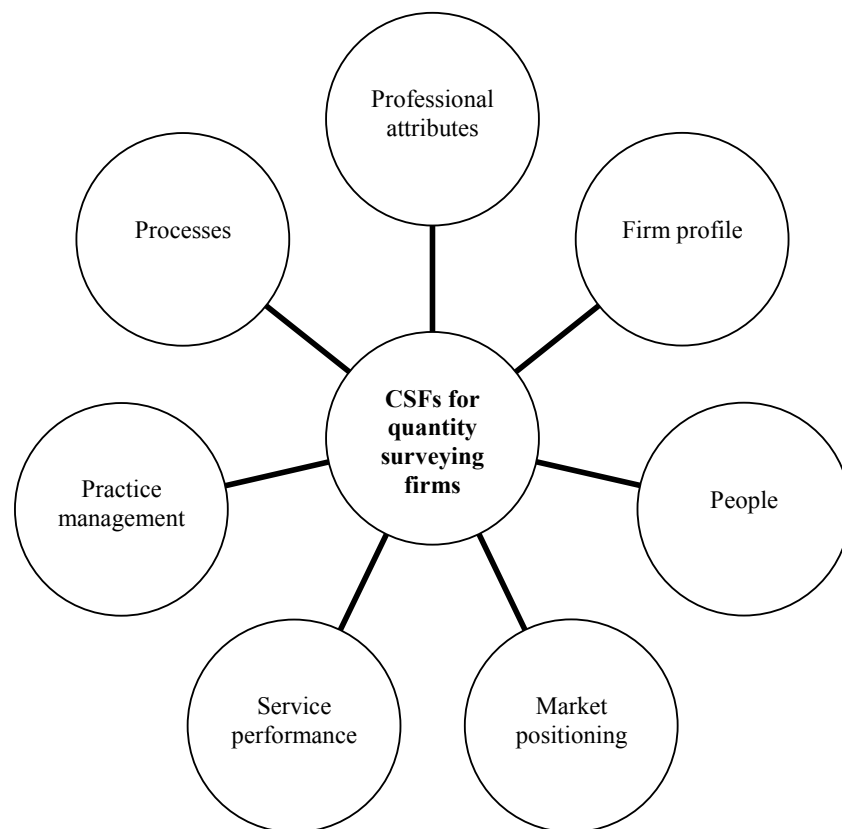 Professional
attributes
Processes
Firm profile
CSFs for
quantity
surveying
firms
Practice
management
People
Service
performance
Market
positioning